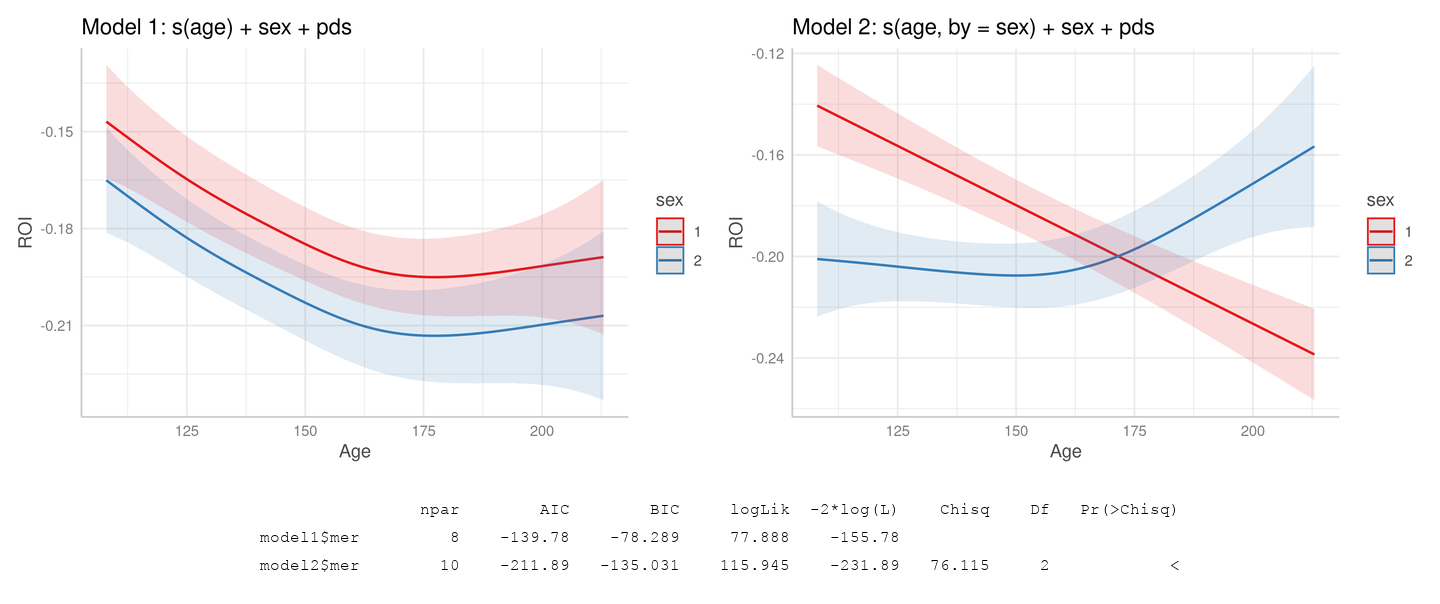 Model 1: s(age) + sex + pds
-0.15
-0.18
-0.21
ROI
125 150 175 200
Age
sex
1
2
Model 2: s(age, by = sex) + sex + pds
-0.12
-0.16
-0.20
-0.24
ROI
125 150 175 200
Age
sex
1
2
npar AIC BIC logLik -2*log(L) Chisq Df Pr(>Chisq)
model1$mer 8 -139.78 -78.289 77.888 -155.78
model2$mer 10 -211.89 -135.031 115.945 -231.89 76.115 2 <